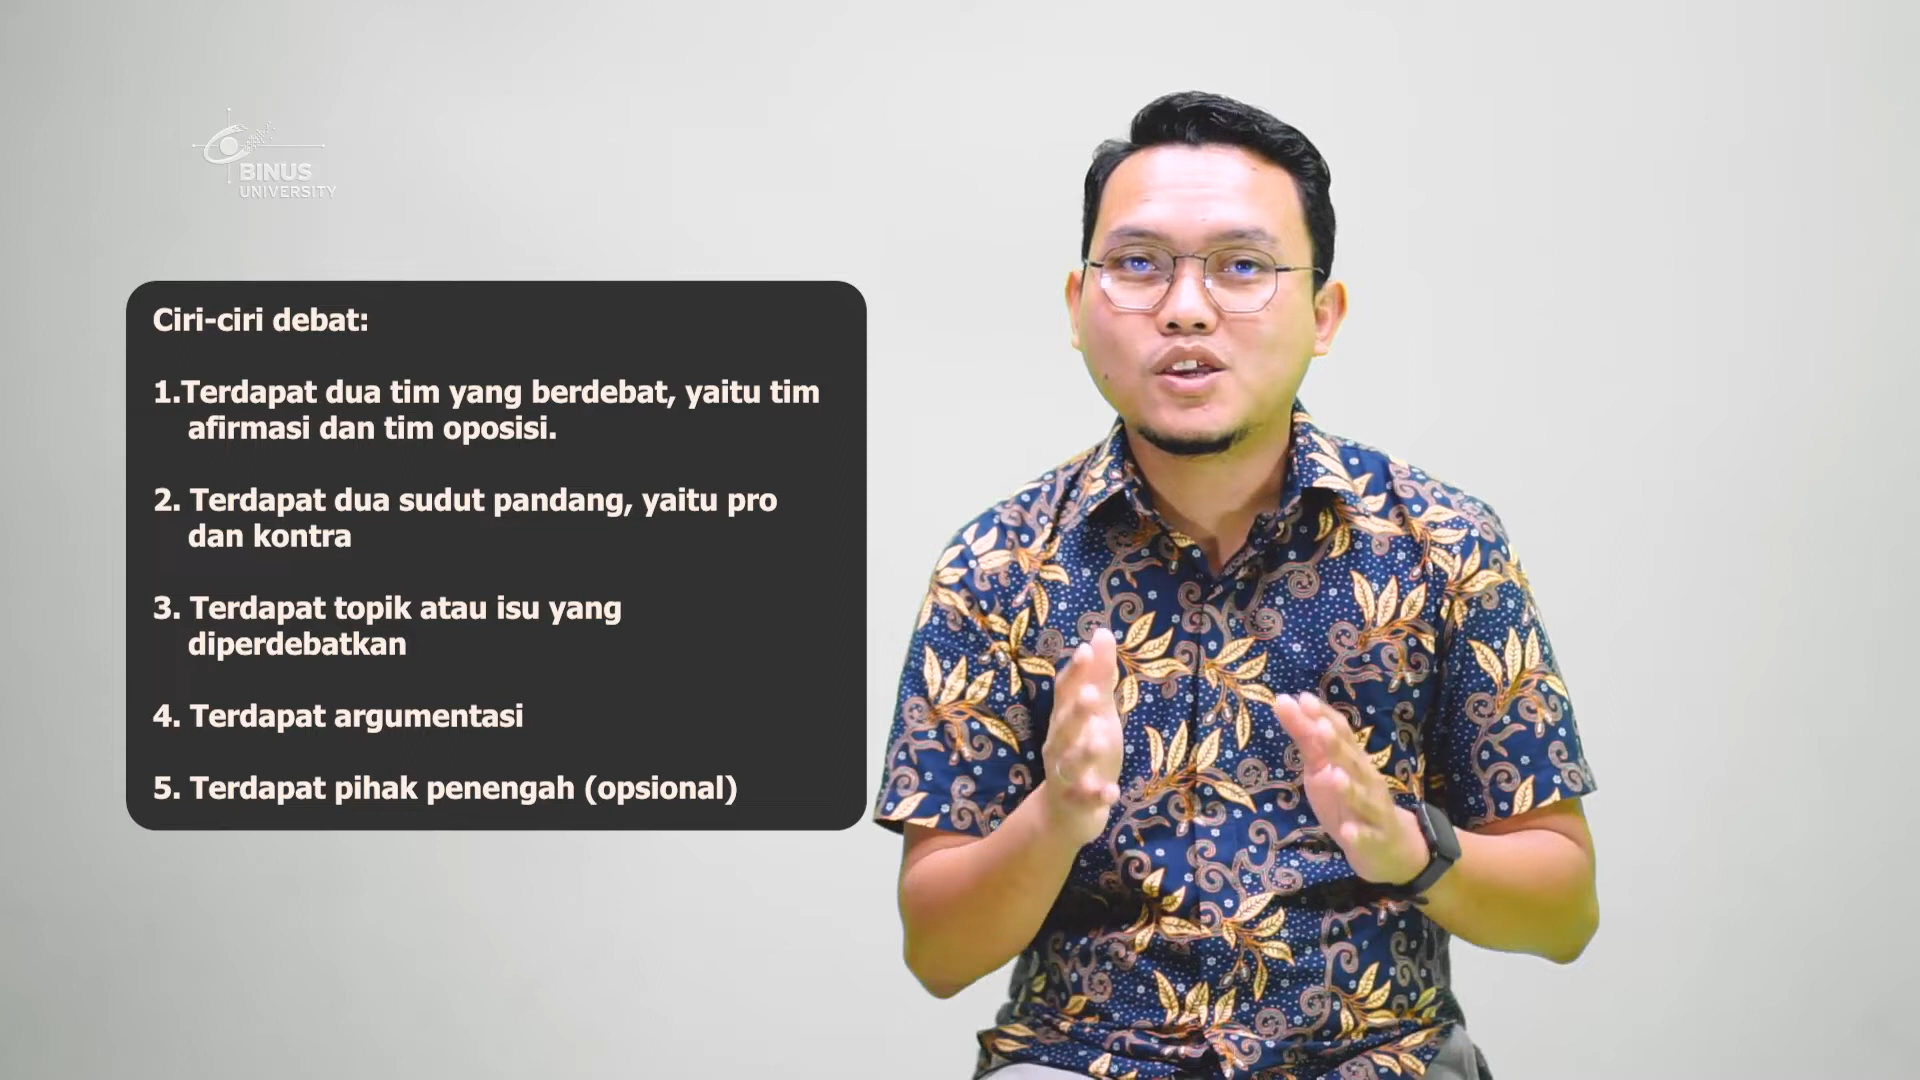 BINUS
UNIVERSITY
Ciri-ciri debat:
1.Terdapat dua tim yang berdebat, yaitu tim
afirmasi dan tim oposisi.
2. Terdapat dua sudut pandang, yaitu pro
dan kontra
3. Terdapat topik atau isu yang
diperdebatkan
4. Terdapat argumentasi
5. Terdapat pihak penengah (opsional)